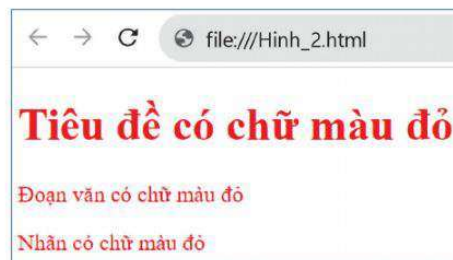 file:///Hinh_2.html
Tiêu đề có chữ màu đỏ
Đoạn văn có chữ màu đỏ
Nhãn có chữ màu đỏ